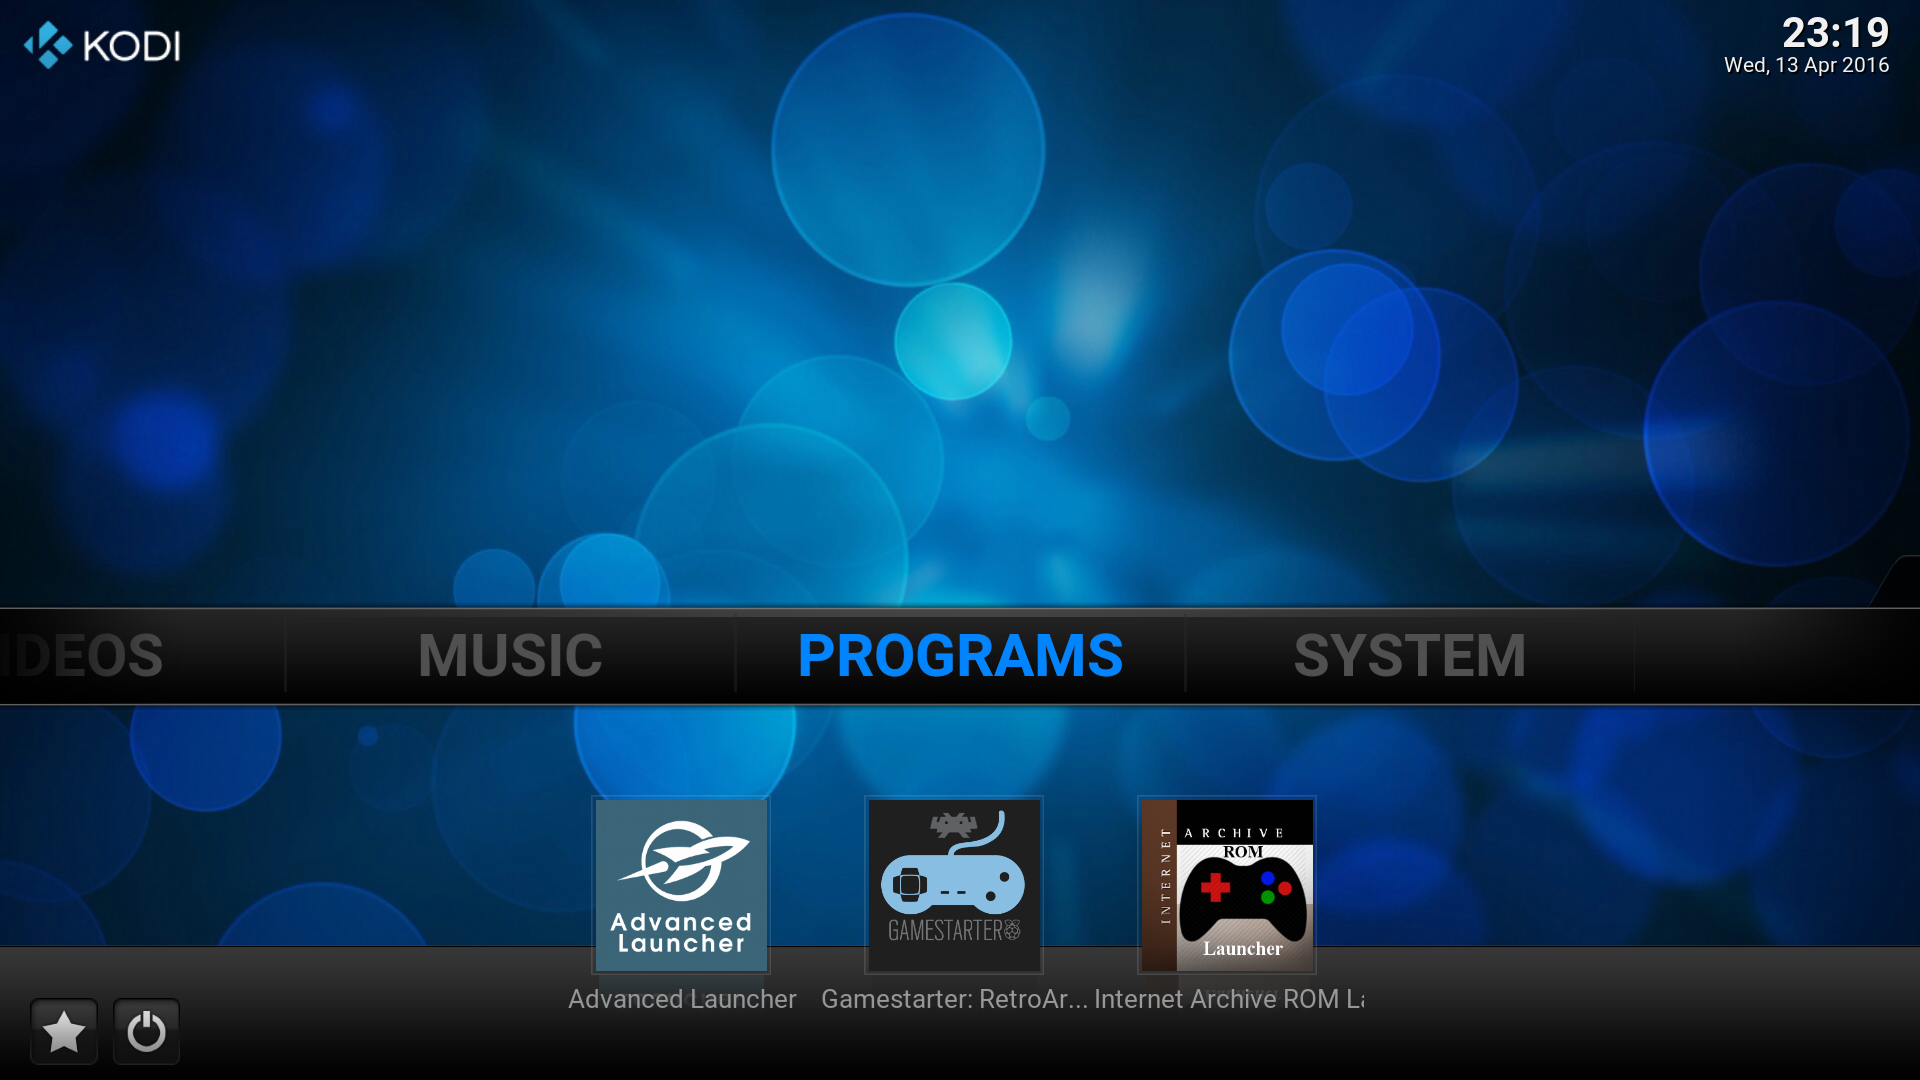 KODI
23:19
Wed, 13 Apr 2016
IDEOS
MUSIC
PROGRAMS
SYSTEM
Advanced
Launcher
GAMESTARTER
INTERNET
ARCHIVE
ROM
Launcher
Advanced Launcher
Gamestarter: RetroAr...
Internet Archive ROM La